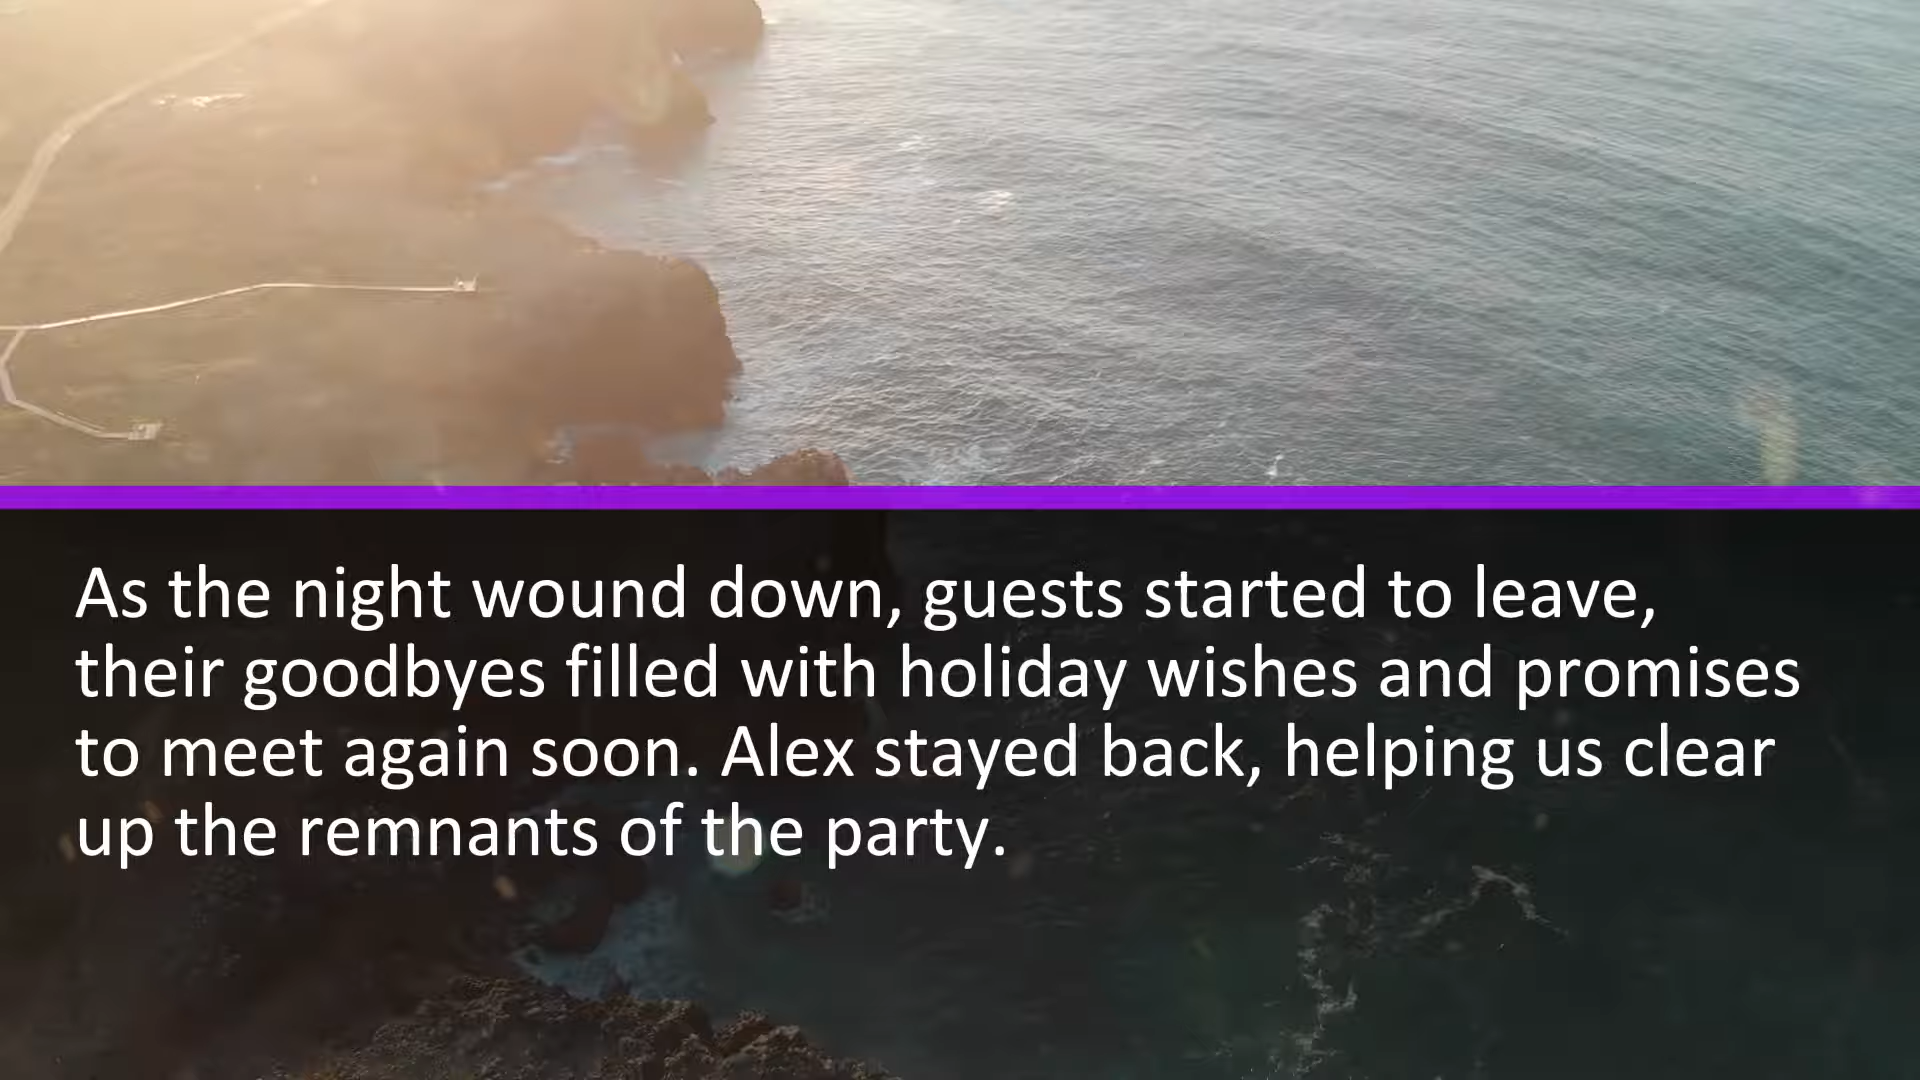 As the night wound down, guests started to leave,
their goodbyes filled with holiday wishes and promises
to meet again soon. Alex stayed back, helping us clear
up the remnants of the party.